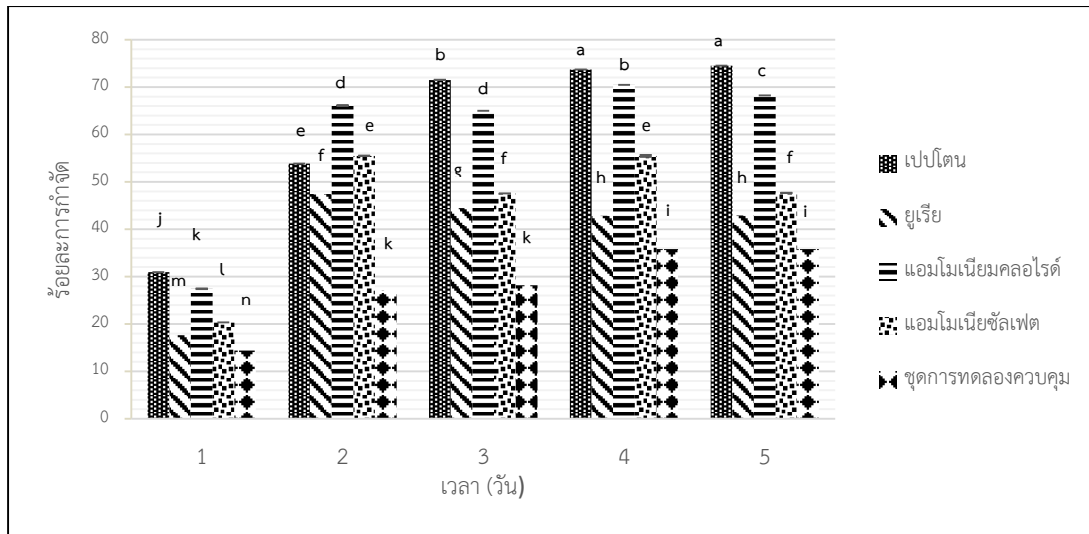 80
70
60
50
40
30
20
10
0
ร้อยละการกำจัด
j
m
k
l
n
e
f
d
e
k
b
g
d
f
k
a
h
b
e
i
a
h
c
f
i
1
2
3
4
5
เวลา (วัน)
เปปโตน
ยูเรีย
แอมโมเนียมคลอไรด์
แอมโมเนียซัลเฟต
ชุดการทดลองควบคุม